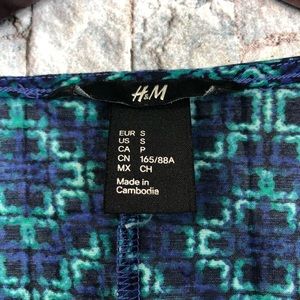 H&M
EUR S
US S
CA P
CN 165/88A
MX CH
Made in
Cambodia